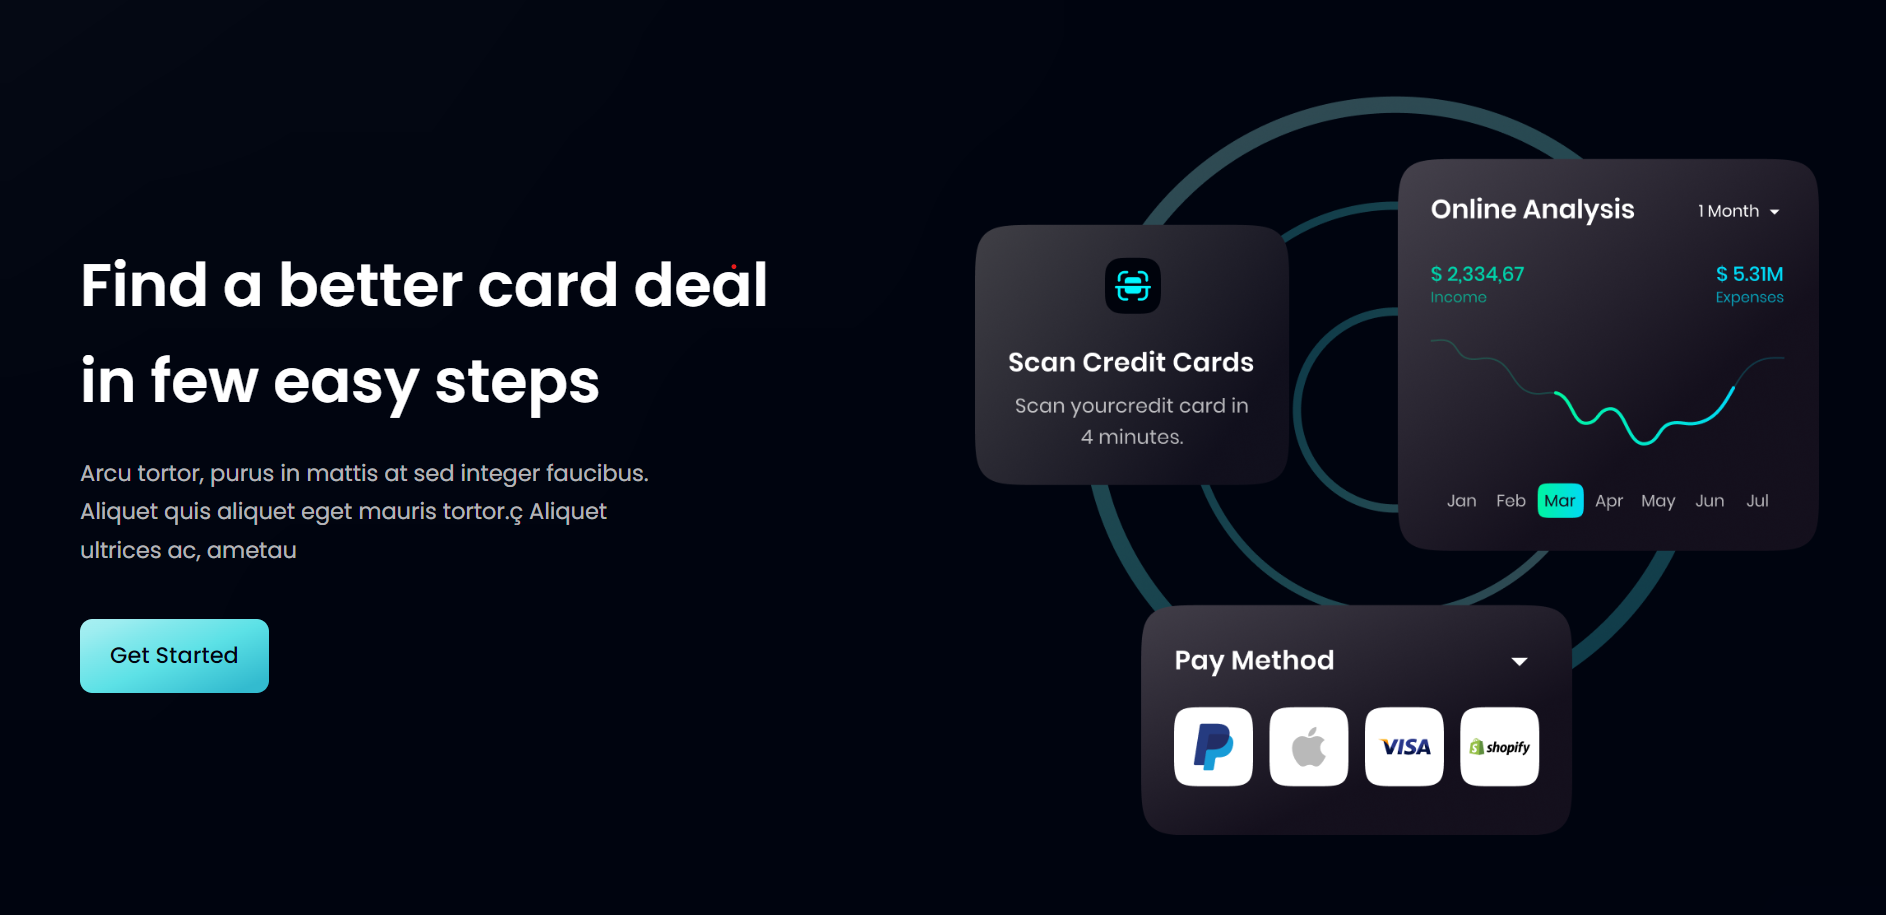 Find a better card deal
in few easy steps
Arcu tortor, purus in mattis at sed integer faucibus.
Aliquet quis aliquet eget mauris tortor.ç Aliquet
ultrices ac, ametau
Get Started
Scan Credit Cards
Scan yourcredit card in
4 minutes.
Online Analysis
1 Month
$ 2,334,67
$ 5.31M
Income
Expenses
Jan Feb Mar Apr May Jun Jul
Pay Method
VISA
shopify